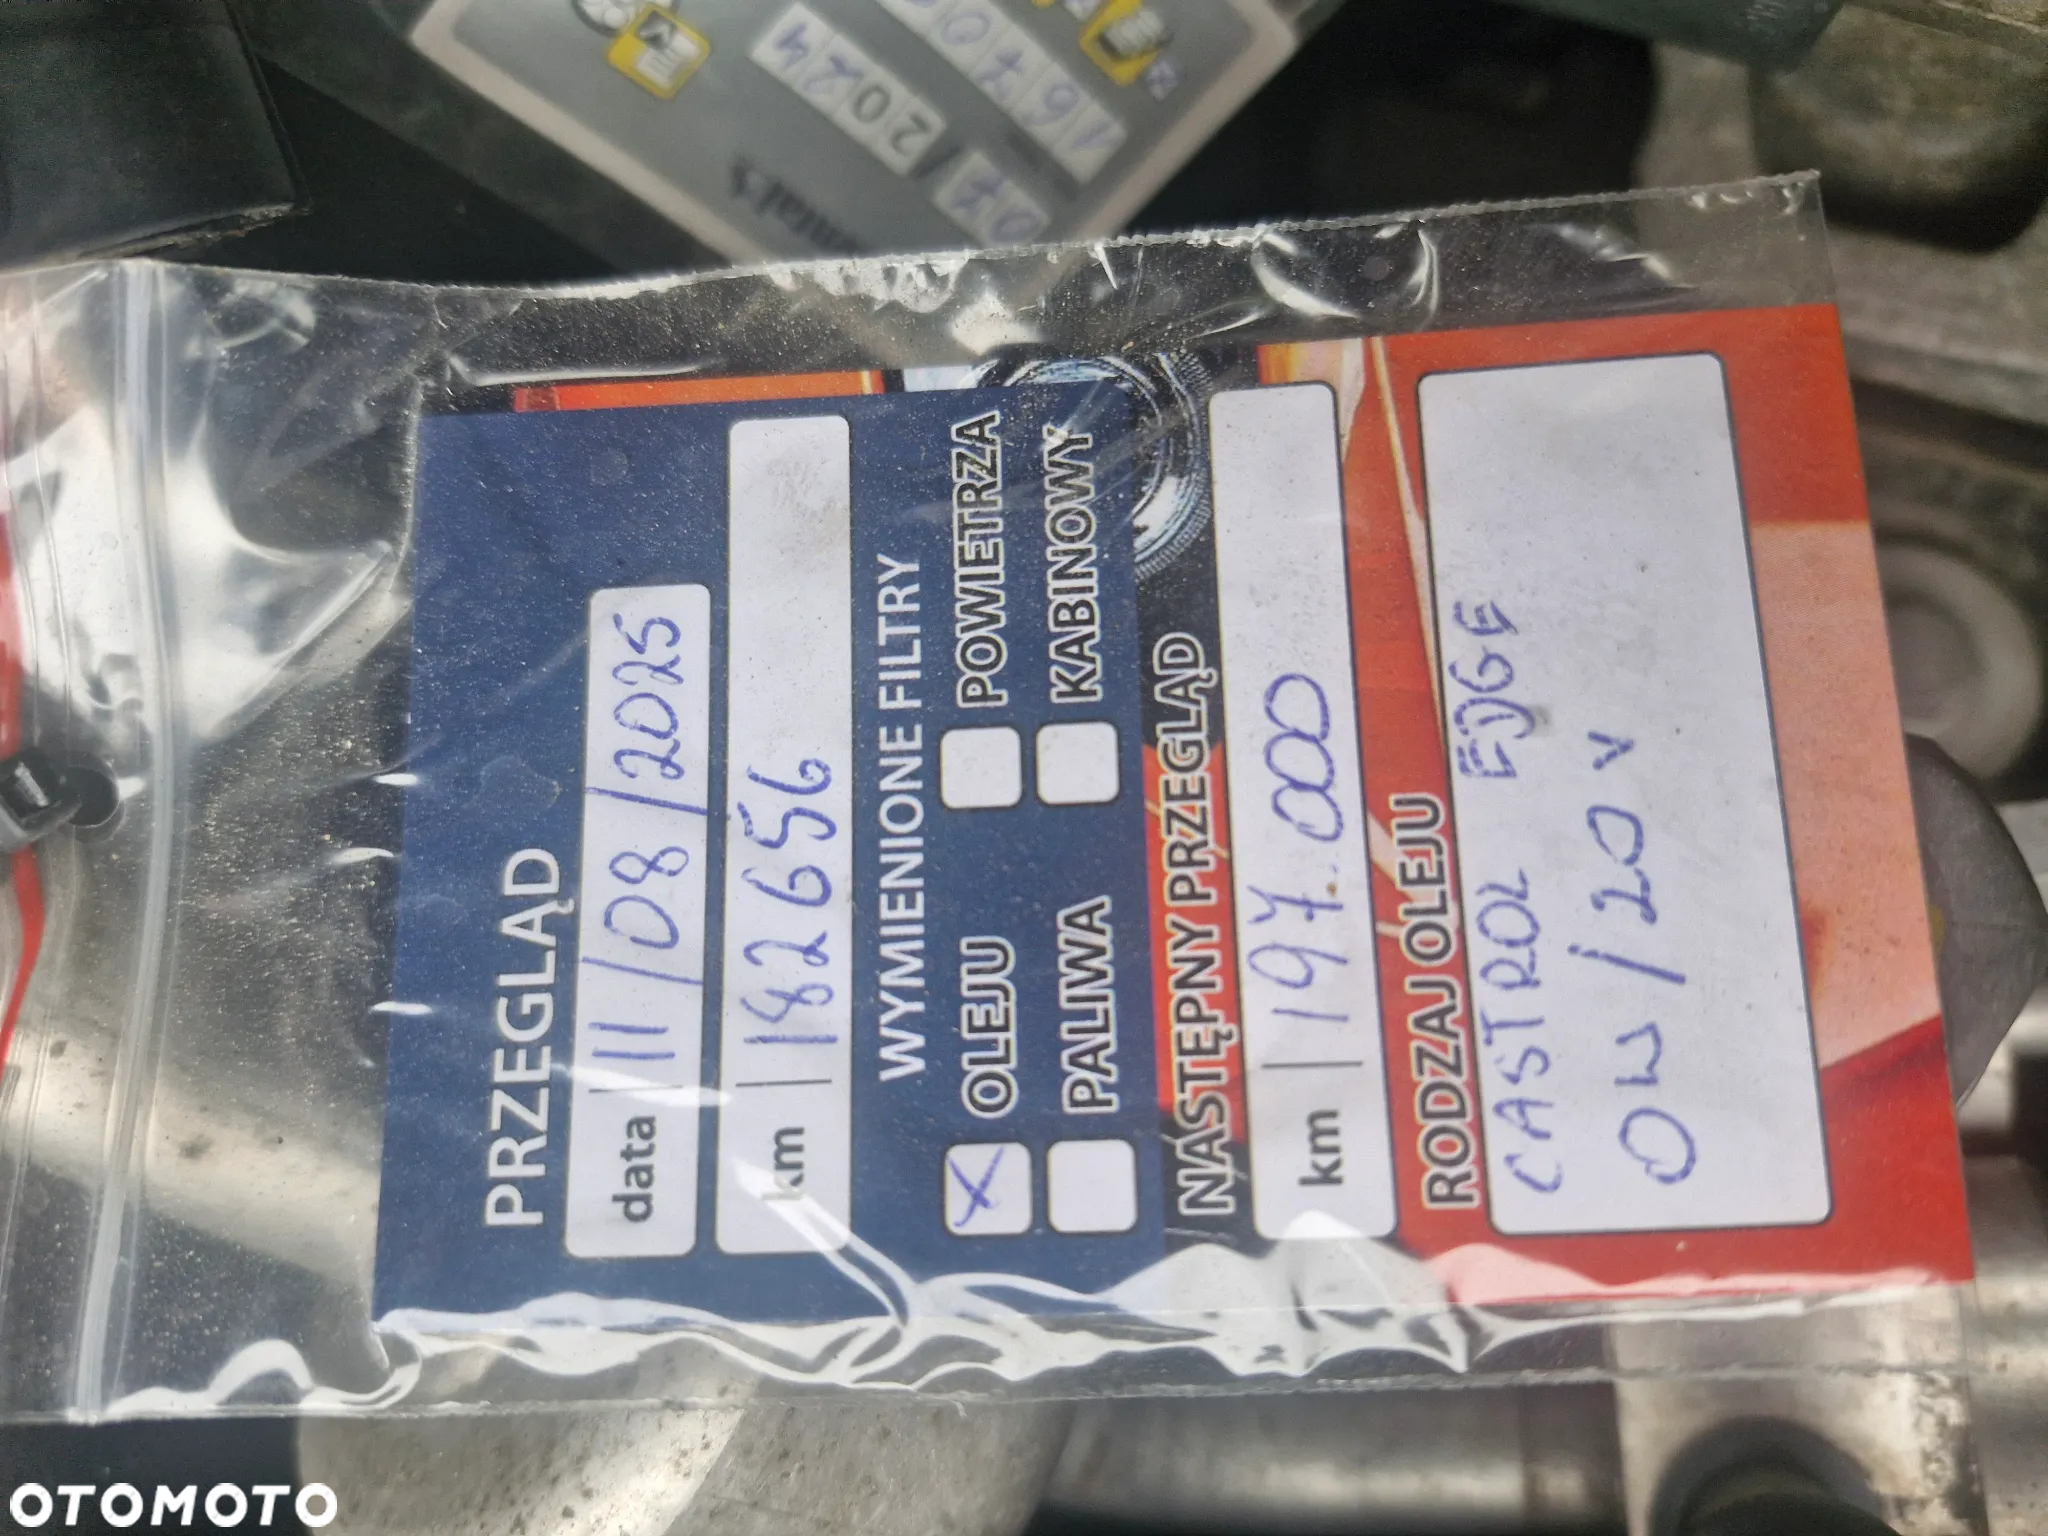 PRZEGLĄD
data 11/08/2025
km 182656
WYMIENIONE FILTRY
X OLEJU POWIETRZA
PALIWA KABINOWY
NASTĘPNY PRZEGLĄD
km 197.000
RODZAJ OLEJU
CASTROL EDGE
0W/20 V
07/2024
OTOMOTO